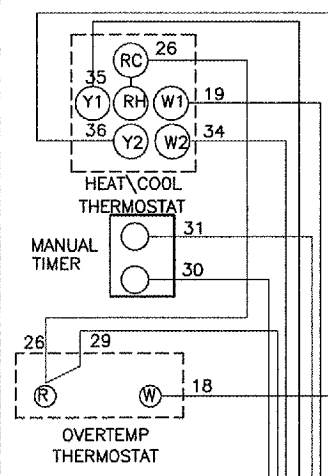 26
RC
35
Y1 RH W1 19
36 Y2 W2 34
HEAT\COOL
THERMOSTAT
31
MANUAL
TIMER
30
26 29
R W 18
OVERTEMP
THERMOSTAT